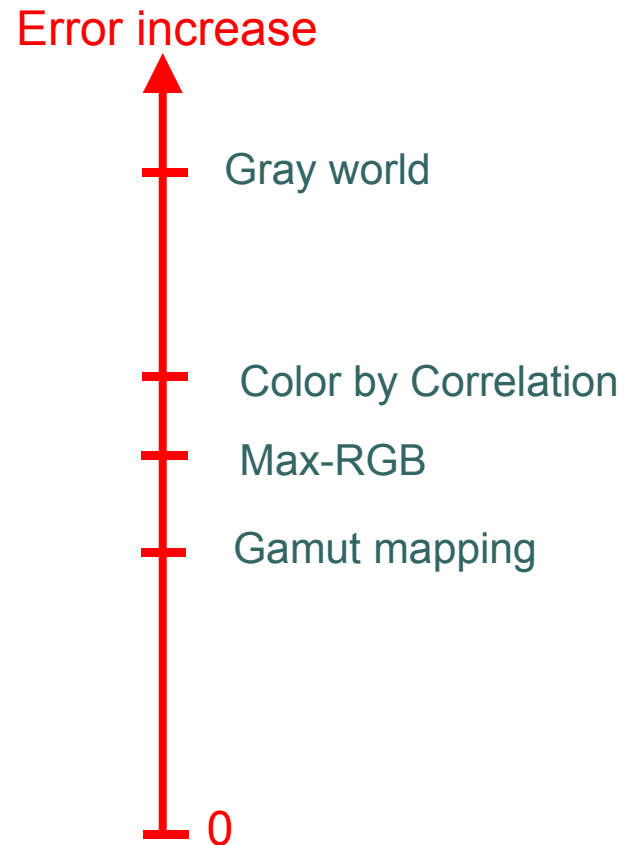 Error increase
Gray world
Color by Correlation
Max-RGB
Gamut mapping
0